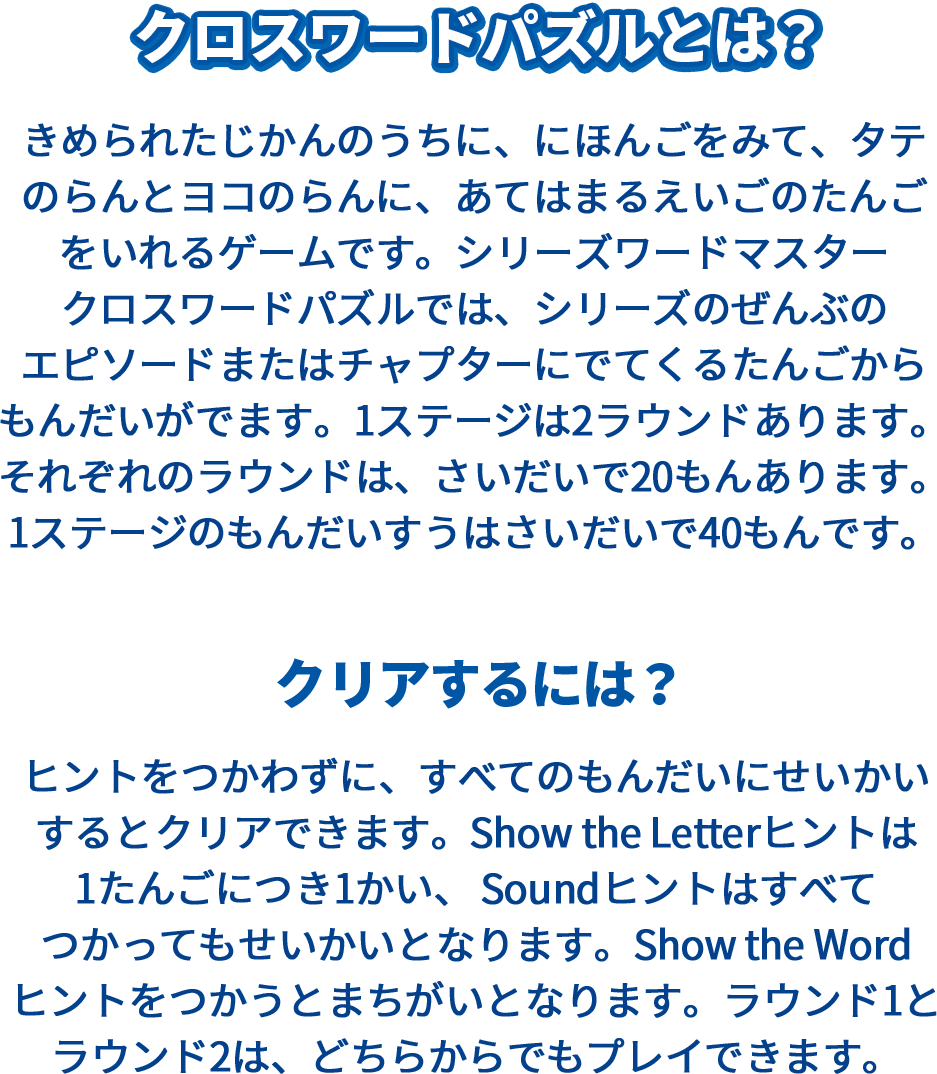 クロスワードパズルとは？
きめられたじかんのうちに、にほんごをみて、タテ
のらんとヨコのらんに、あてはまるえいごのたんご
をいれるゲームです。シリーズワードマスター
クロスワードパズルでは、シリーズのぜんぶの
エピソードまたはチャプターにでてくるたんごから
もんだいがでます。1ステージは2ラウンドあります。
それぞれのラウンドは、さいだいで20もんあります。
1ステージのもんだいすうはさいだいで40もんです。
クリアするには？
ヒントをつかわずに、すべてのもんだいにせいかい
するとクリアできます。Show the Letterヒントは
1たんごにつき1かい、 Soundヒントはすべて
つかってもせいかいとなります。Show the Word
ヒントをつかうとまちがいとなります。ラウンド1と
ラウンド2は、どちらからでもプレイできます。